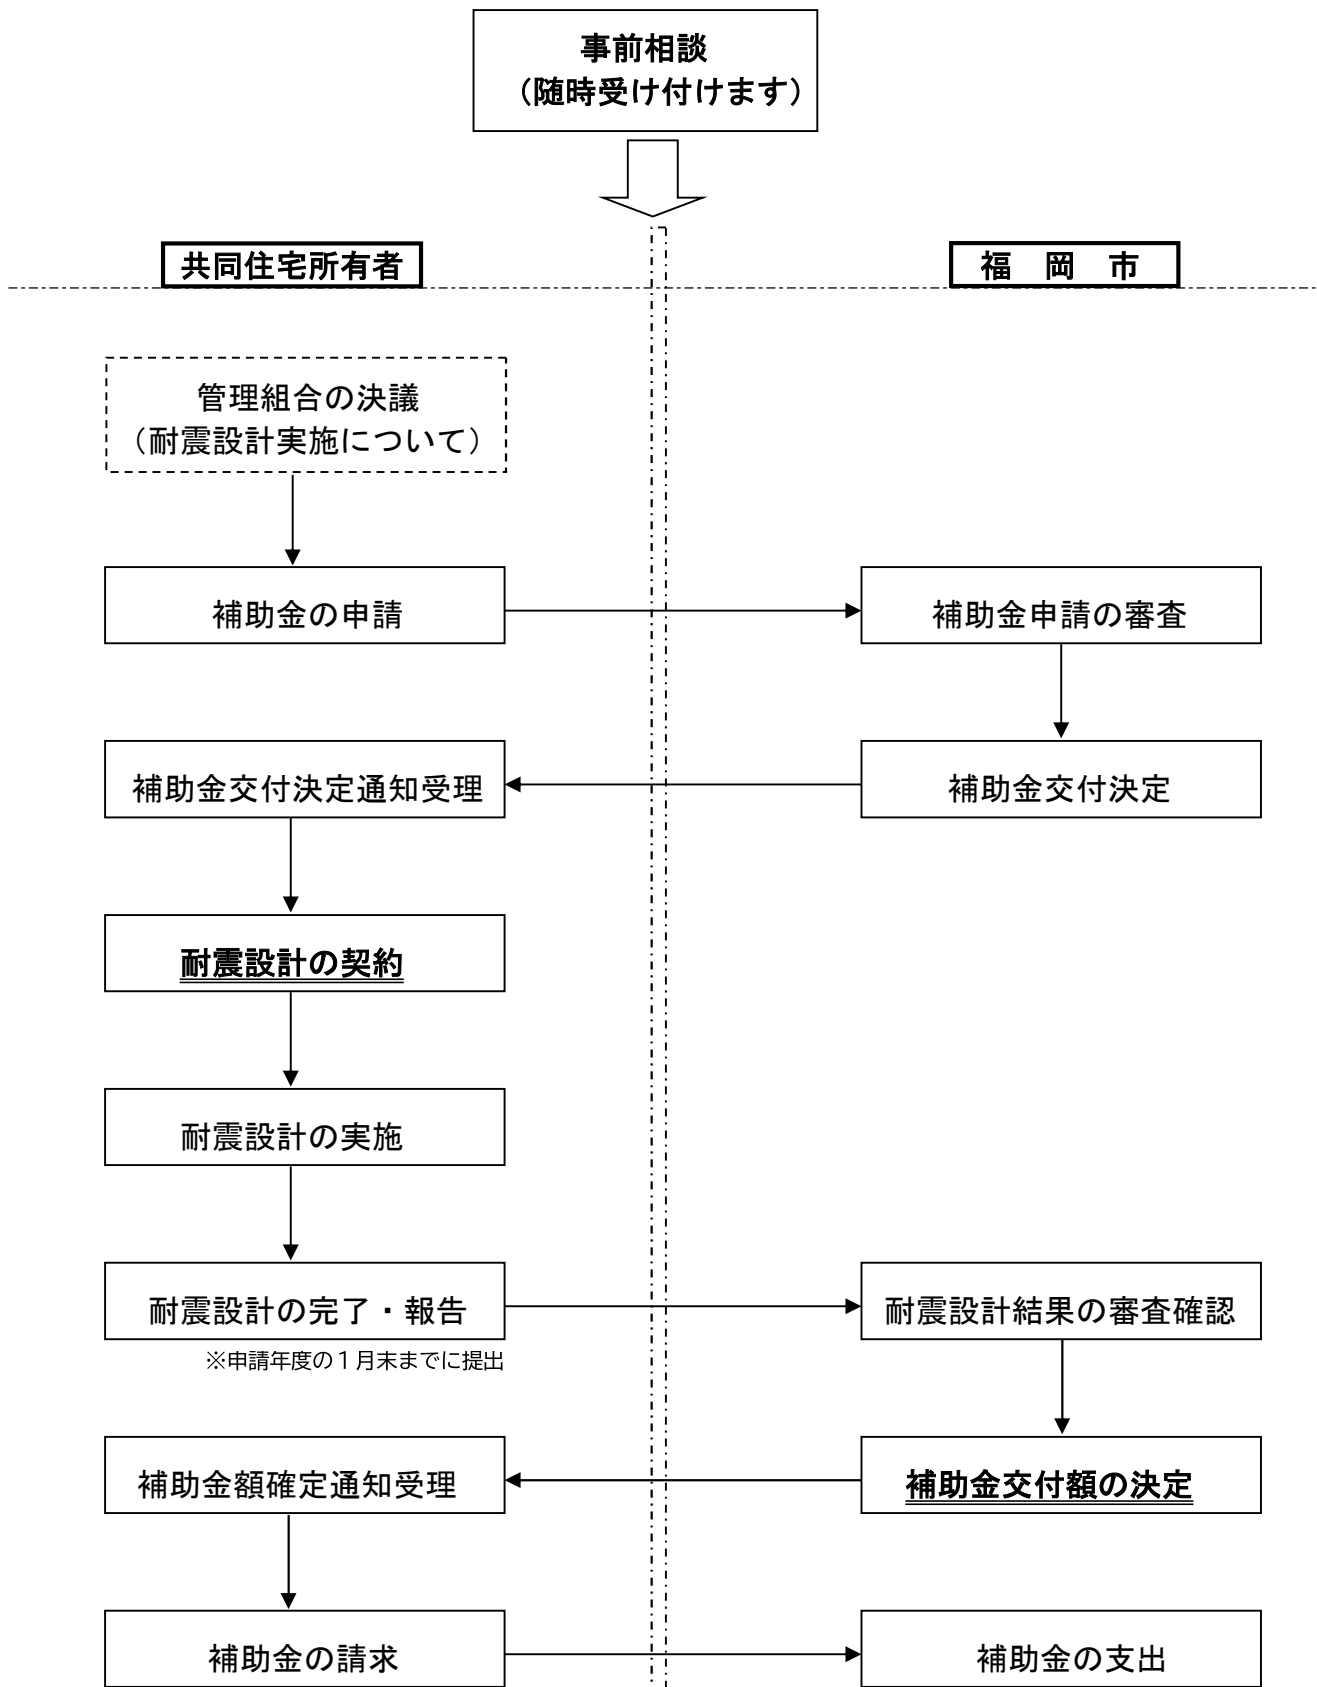 事前相談
（随時受け付けます）
共同住宅所有者
福　岡　市
管理組合の決議
（耐震設計実施について）
補助金の申請
補助金申請の審査
補助金交付決定通知受理
補助金交付決定
耐震設計の契約
耐震設計の実施
耐震設計の完了・報告
耐震設計結果の審査確認
※申請年度の１月末までに提出
補助金額確定通知受理
補助金交付額の決定
補助金の請求
補助金の支出